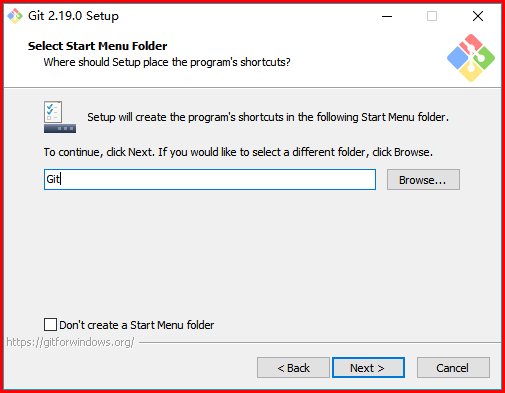 Git 2.19.0 Setup
Select Start Menu Folder
Where should Setup place the program's shortcuts?
Setup will create the program's shortcuts in the following Start Menu folder.
To continue, click Next. If you would like to select a different folder, click Browse.
Git
Browse...
Don't create a Start Menu folder
https://gitforwindows.org/
< Back
Next >
Cancel